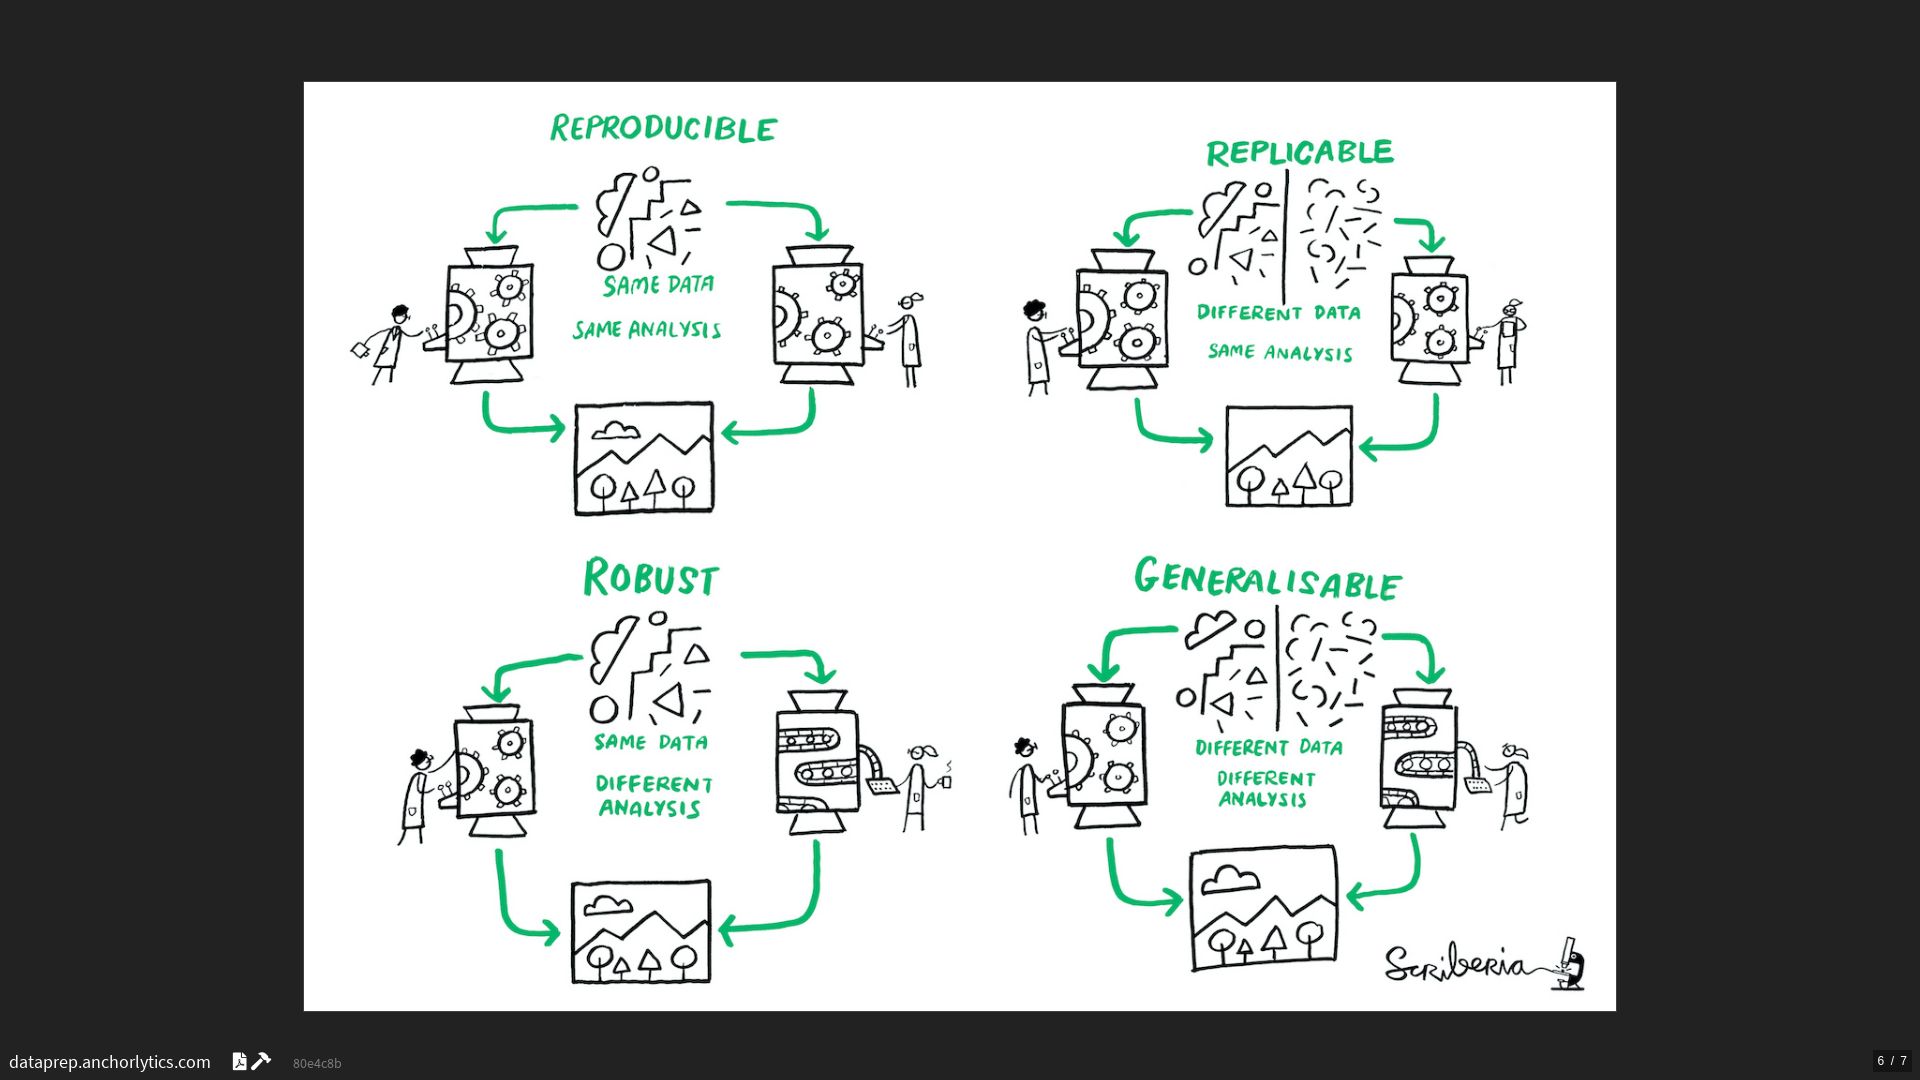 REPRODUCIBLE
SAME DATA
SAME ANALYSIS
REPLICABLE
DIFFERENT DATA
SAME ANALYSIS
ROBUST
SAME DATA
DIFFERENT
ANALYSIS
GENERALISABLE
DIFFERENT DATA
DIFFERENT
ANALYSIS
Scriberia
dataprep.anchorlytics.com
80e4c8b
6 / 7